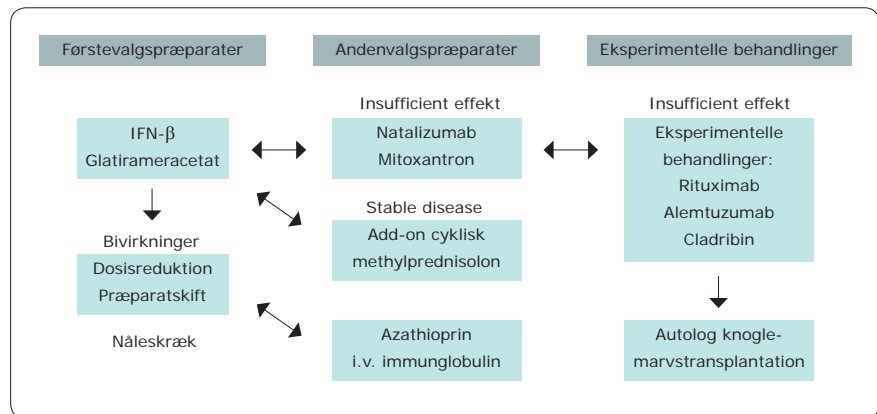 Førstevalgspræparater
Andenvalgspræparater
Eksperimentelle behandlinger
IFN-β
Glatirameracetat
Bivirkninger
Dosisreduktion
Præparatskift
Nåleskræk
Insufficient effekt
Natalizumab
Mitoxantron
Stable disease
Add-on cyklisk
methylprednisolon
Azathioprin
i.v. immunglobulin
Insufficient effekt
Eksperimentelle
behandlinger:
Rituximab
Alemtuzumab
Cladribin
Autolog knogle-
marvstransplantation